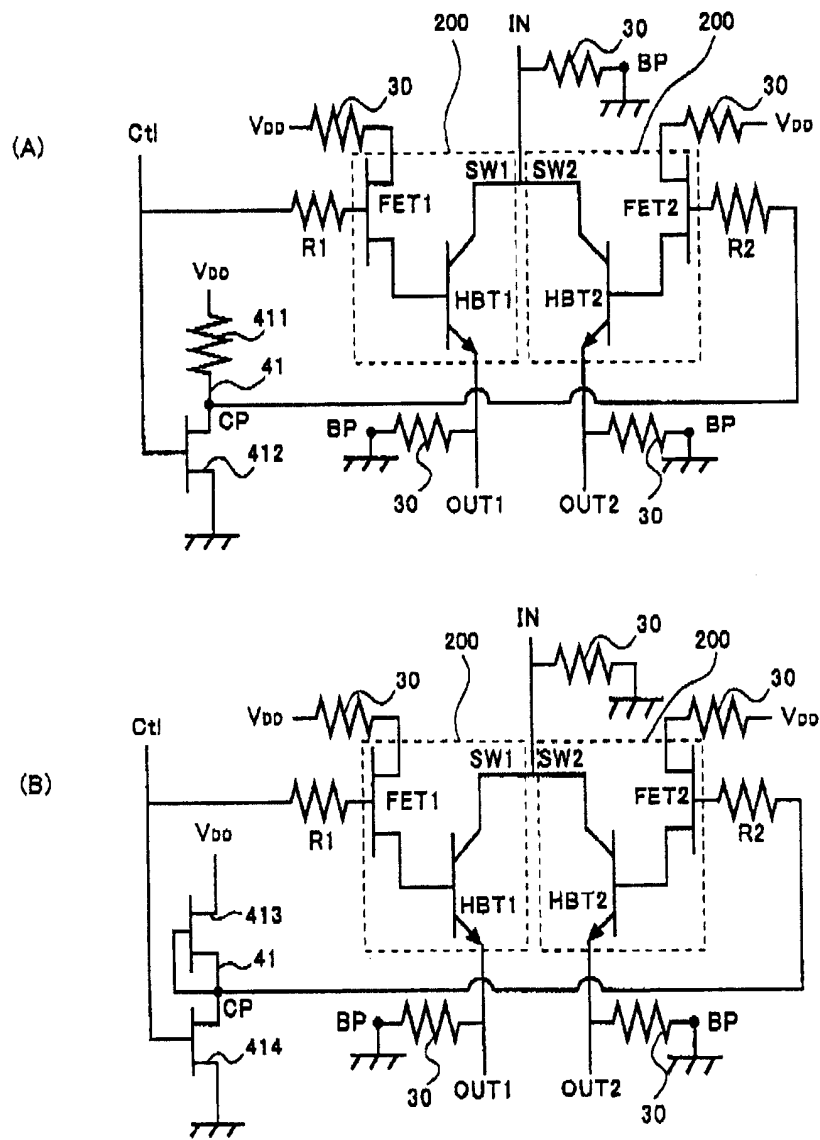 200 IN 30 200
BP
30 30
VDD VDD
Ctl
(A)
SW1 SW2
FET1 FET2
R1 R2
VDD
HBT1 HBT2
411
41
CP
BP BP
412
30 OUT1 OUT2 30
IN 30
200 200
30 30
VDD VDD
Ctl
SW1 SW2
(B)
FET1 FET2
R1 R2
VDD
HBT1 HBT2
413
41
CP
BP BP
414
30
OUT1 OUT2 30